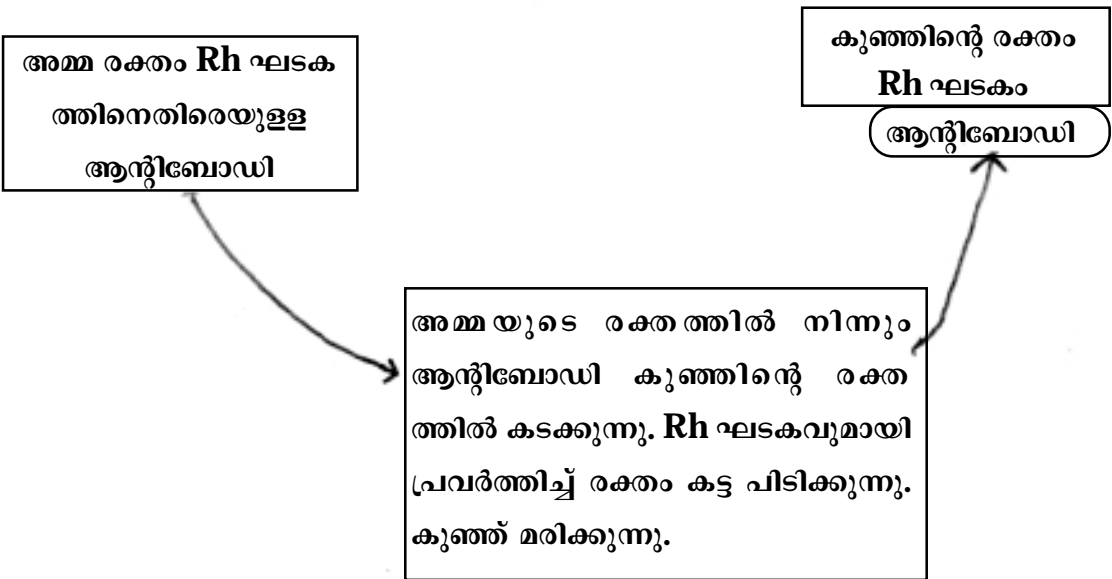 അമ്മ രക്തം Rh ഘടക
ത്തിനെതിരെയുളള
ആന്റിബോഡി
കുഞ്ഞിന്റെ രക്തം
Rh ഘടകം
ആന്റിബോഡി
അമ്മയുടെ രക്തത്തിൽ നിന്നും
ആന്റിബോഡി കുഞ്ഞിന്റെ രക്ത
ത്തിൽ കടക്കുന്നു. Rh ഘടകവുമായി
പ്രവർത്തിച്ച് രക്തം കട്ട പിടിക്കുന്നു.
കുഞ്ഞ് മരിക്കുന്നു.